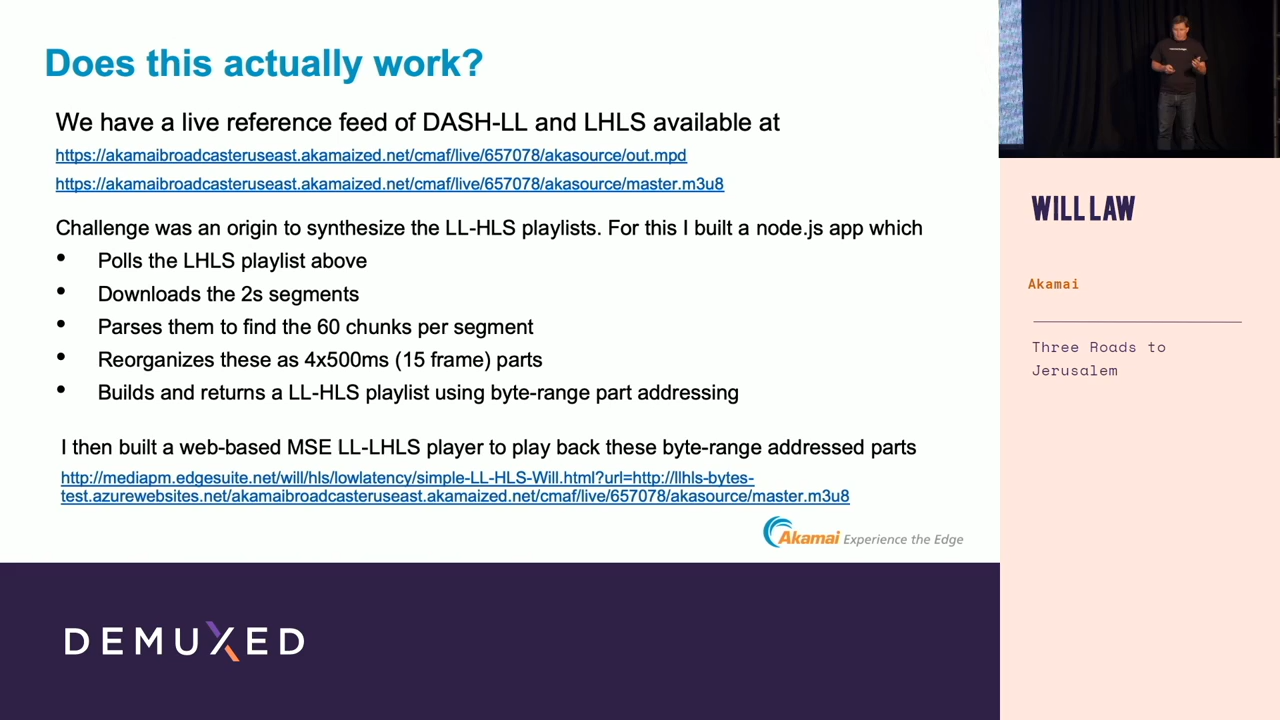 Does this actually work?
We have a live reference feed of DASH-LL and LHLS available at
https://akamaibroadcasteruseast.akamaized.net/cmaf/live/657078/akasource/out.mpd
https://akamaibroadcasteruseast.akamaized.net/cmaf/live/657078/akasource/master.m3u8
Challenge was an origin to synthesize the LL-HLS playlists. For this I built a node.js app which
• Polls the LHLS playlist above
• Downloads the 2s segments
• Parses them to find the 60 chunks per segment
• Reorganizes these as 4x500ms (15 frame) parts
• Builds and returns a LL-HLS playlist using byte-range part addressing
I then built a web-based MSE LL-LHLS player to play back these byte-range addressed parts
http://mediapm.edgesuite.net/will/hls/lowlatency/simple-LL-HLS-Will.html?url=http://llhls-bytes-
test.azurewebsites.net/akamaibroadcasteruseast.akamaized.net/cmaf/live/657078/akasource/master.m3u8
Akamai Experience the Edge
DEMUXED
WILL LAW
Akamai
Three Roads to
Jerusalem